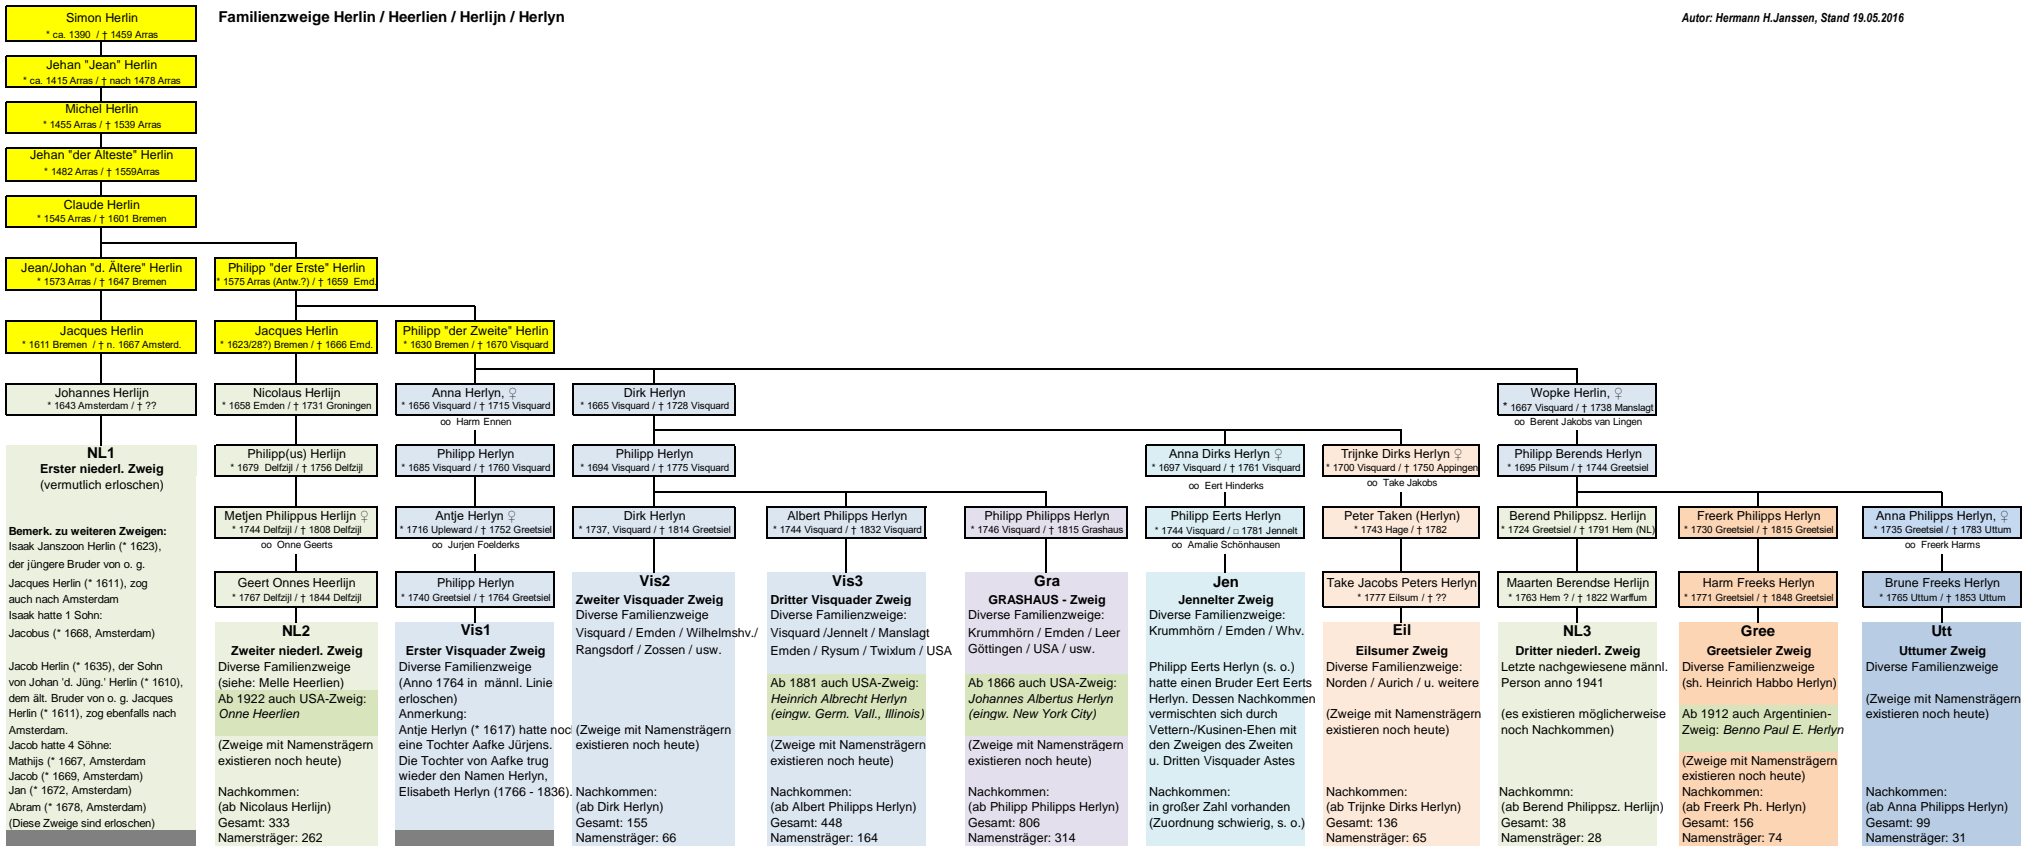 Familienzweige Herlin / Heerlien / Herlijn / Herlyn
Autor: Hermann H.Janssen, Stand 19.05.2016
Simon Herlin
* ca. 1390 / † 1459 Arras
Jehan "Jean" Herlin
* ca. 1415 Arras / † nach 1478 Arras
Michel Herlin
* 1455 Arras / † 1539 Arras
Jehan "der Älteste" Herlin
* 1482 Arras / † 1559Arras
Claude Herlin
* 1545 Arras / † 1601 Bremen
Jean/Johan "d. Ältere" Herlin
* 1573 Arras / † 1647 Bremen
Philipp "der Erste" Herlin
* 1575 Arras (Antw.?) / † 1659 Emd.
Jacques Herlin
* 1611 Bremen / † n. 1667 Amsterd.
Jacques Herlin
* 1623/28?) Bremen / † 1666 Emd.
Philipp "der Zweite" Herlin
* 1630 Bremen / † 1670 Visquard
Johannes Herlijn
* 1643 Amsterdam / † ??
Nicolaus Herlijn
* 1658 Emden / † 1731 Groningen
Anna Herlyn, ♀
* 1656 Visquard / † 1715 Visquard
oo Harm Ennen
Dirk Herlyn
* 1665 Visquard / † 1728 Visquard
Wopke Herlin, ♀
* 1667 Visquard / † 1738 Manslagt
oo Berent Jakobs van Lingen
Philipp(us) Herlijn
* 1679 Delfzijl / † 1756 Delfzijl
Philipp Herlyn
* 1685 Visquard / † 1760 Visquard
Philipp Herlyn
* 1694 Visquard / † 1775 Visquard
Anna Dirks Herlyn ♀
* 1697 Visquard / † 1761 Visquard
oo Eert Hinderks
Trijnke Dirks Herlyn ♀
* 1700 Visquard / † 1750 Appingen
oo Take Jakobs
Philipp Berends Herlyn
* 1695 Pilsum / † 1744 Greetsiel
Metjen Philippus Herlijn ♀
* 1744 Delfzijl / † 1808 Delfzijl
oo Onne Geerts
Antje Herlyn ♀
* 1716 Upleward / † 1752 Greetsiel
oo Jurjen Foelderks
Dirk Herlyn
* 1737, Visquard / † 1814 Greetsiel
Albert Philipps Herlyn
* 1744 Visquard / † 1832 Visquard
Philipp Philipps Herlyn
* 1746 Visquard / † 1815 Grashaus
Philipp Eerts Herlyn
* 1744 Visquard / □ 1781 Jennelt
oo Amalie Schönhausen
Peter Taken (Herlyn)
* 1743 Hage / † 1782
Berend Philippsz. Herlijn
* 1724 Greetsiel / † 1791 Hem (NL)
Freerk Philipps Herlyn
* 1730 Greetsiel / † 1815 Greetsiel
Anna Philipps Herlyn, ♀
* 1735 Greetsiel / † 1783 Uttum
oo Freerk Harms
Geert Onnes Heerlijn
* 1767 Delfzijl / † 1844 Delfzijl
Philipp Herlyn
* 1740 Greetsiel / † 1764 Greetsiel
Take Jacobs Peters Herlyn
* 1777 Eilsum / † ??
Maarten Berendse Herlijn
* 1763 Hem ? / † 1822 Warffum
Harm Freeks Herlyn
* 1771 Greetsiel / † 1848 Greetsiel
Brune Freeks Herlyn
* 1765 Uttum / † 1853 Uttum
NL1
Erster niederl. Zweig
(vermutlich erloschen)
Bemerk. zu weiteren Zweigen:
Isaak Janszoon Herlin (* 1623),
der jüngere Bruder von o. g.
Jacques Herlin (* 1611), zog
auch nach Amsterdam
Isaak hatte 1 Sohn:
Jacobus (* 1668, Amsterdam)
Jacob Herlin (* 1635), der Sohn
von Johan 'd. Jüng.' Herlin (* 1610),
dem ält. Bruder von o. g. Jacques
Herlin (* 1611), zog ebenfalls nach
Amsterdam.
Jacob hatte 4 Söhne:
Mathijs (* 1667, Amsterdam
Jacob (* 1669, Amsterdam)
Jan (* 1672, Amsterdam)
Abram (* 1678, Amsterdam)
(Diese Zweige sind erloschen)
NL2
Zweiter niederl. Zweig
Diverse Familienzweige
(siehe: Melle Heerlien)
Ab 1922 auch USA-Zweig:
Onne Heerlien
(Zweige mit Namensträgern
existieren noch heute)
Nachkommen:
(ab Nicolaus Herlijn)
Gesamt: 333
Namersträger: 262
Vis1
Erster Visquarder Zweig
Diverse Familienzweige
(Anno 1764 in männl. Linie
erloschen)
Anmerkung:
Antje Herlyn (* 1617) hatte noch
eine Tochter Aafke Jürjens.
Die Tochter von Aafke trug
wieder den Namen Herlyn,
Elisabeth Herlyn (1766 - 1836).
Vis2
Zweiter Visquarder Zweig
Diverse Familienzweige
Visquard / Emden / Wilhelmshv./
Rangsdorf / Zossen / usw.
(Zweige mit Namensträgern
existieren noch heute)
Nachkommen:
(ab Dirk Herlyn)
Gesamt: 155
Namensträger: 66
Vis3
Dritter Visquarder Zweig
Diverse Familienzweige:
Visquard /Jennelt / Manslagt
Emden / Rysum / Twixlum / USA
Ab 1881 auch USA-Zweig:
Heinrich Albrecht Herlyn
(eingw. Germ. Vall., Illinois)
(Zweige mit Namensträgern
existieren noch heute)
Nachkommen:
(ab Albert Philipps Herlyn)
Gesamt: 448
Namensträger: 164
Gra
GRASHAUS - Zweig
Diverse Familienzweige:
Krummhörn / Emden / Leer
Göttingen / USA / usw.
Ab 1866 auch USA-Zweig:
Johannes Albertus Herlyn
(eingw. New York City)
(Zweige mit Namensträgern
existieren noch heute)
Nachkommen:
(ab Philipp Philipps Herlyn)
Gesamt: 806
Namensträger: 314
Jen
Jennelter Zweig
Diverse Familienzweige:
Krummhörn / Emden / Whv.
Philipp Eerts Herlyn (s. o.)
hatte einen Bruder Eert Eerts
Herlyn. Dessen Nachkommen
vermischten sich durch
Vettern-/Kusinen-Ehen mit
den Zweigen des Zweiten
u. Dritten Visquarder Astes
Nachkommen:
in großer Zahl vorhanden
(Zuordnung schwierig, s. o.)
Eil
Eilsumer Zweig
Diverse Familienzweige:
Norden / Aurich / u. weitere
(Zweige mit Namensträgern
existieren noch heute)
Nachkommen:
(ab Trijnke Dirks Herlyn)
Gesamt: 136
Namensträger: 65
NL3
Dritter niederl. Zweig
Letzte nachgewiesene männl.
Person anno 1941
(es existieren möglicherweise
noch Nachkommen)
Nachkommn:
(ab Berend Philippsz. Herlijn)
Gesamt: 38
Namensträger: 28
Gree
Greetsieler Zweig
Diverse Familienzweige
(sh. Heinrich Habbo Herlyn)
Ab 1912 auch Argentinien-
Zweig: Benno Paul E. Herlyn
(Zweige mit Namensträgern
existieren noch heute)
Nachkommen:
(ab Freerk Ph. Herlyn)
Gesamt: 156
Namensträger: 74
Utt
Uttumer Zweig
Diverse Familienzweige
(Zweige mit Namensträgern
existieren noch heute)
Nachkommen:
(ab Anna Philipps Herlyn)
Gesamt: 99
Namensträger: 31